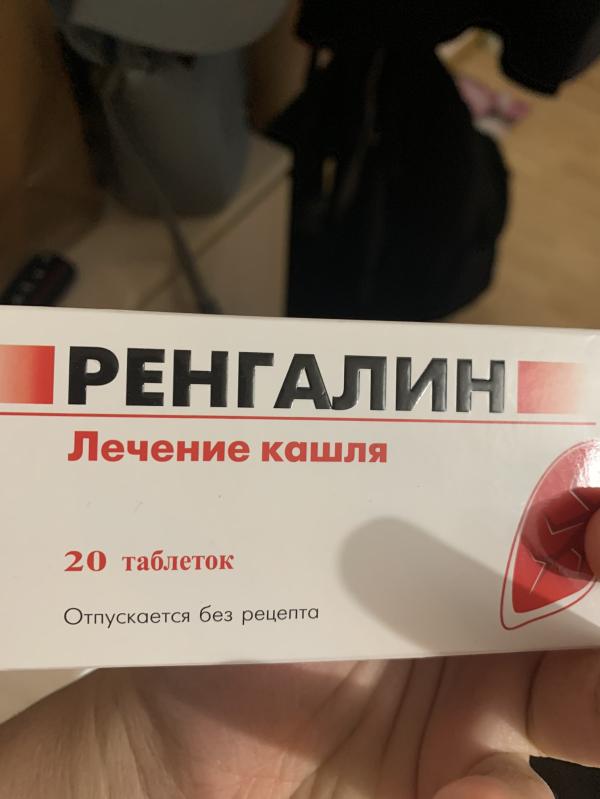 РЕНГАЛИН
Лечение кашля
20 таблеток
Отпускается без рецепта